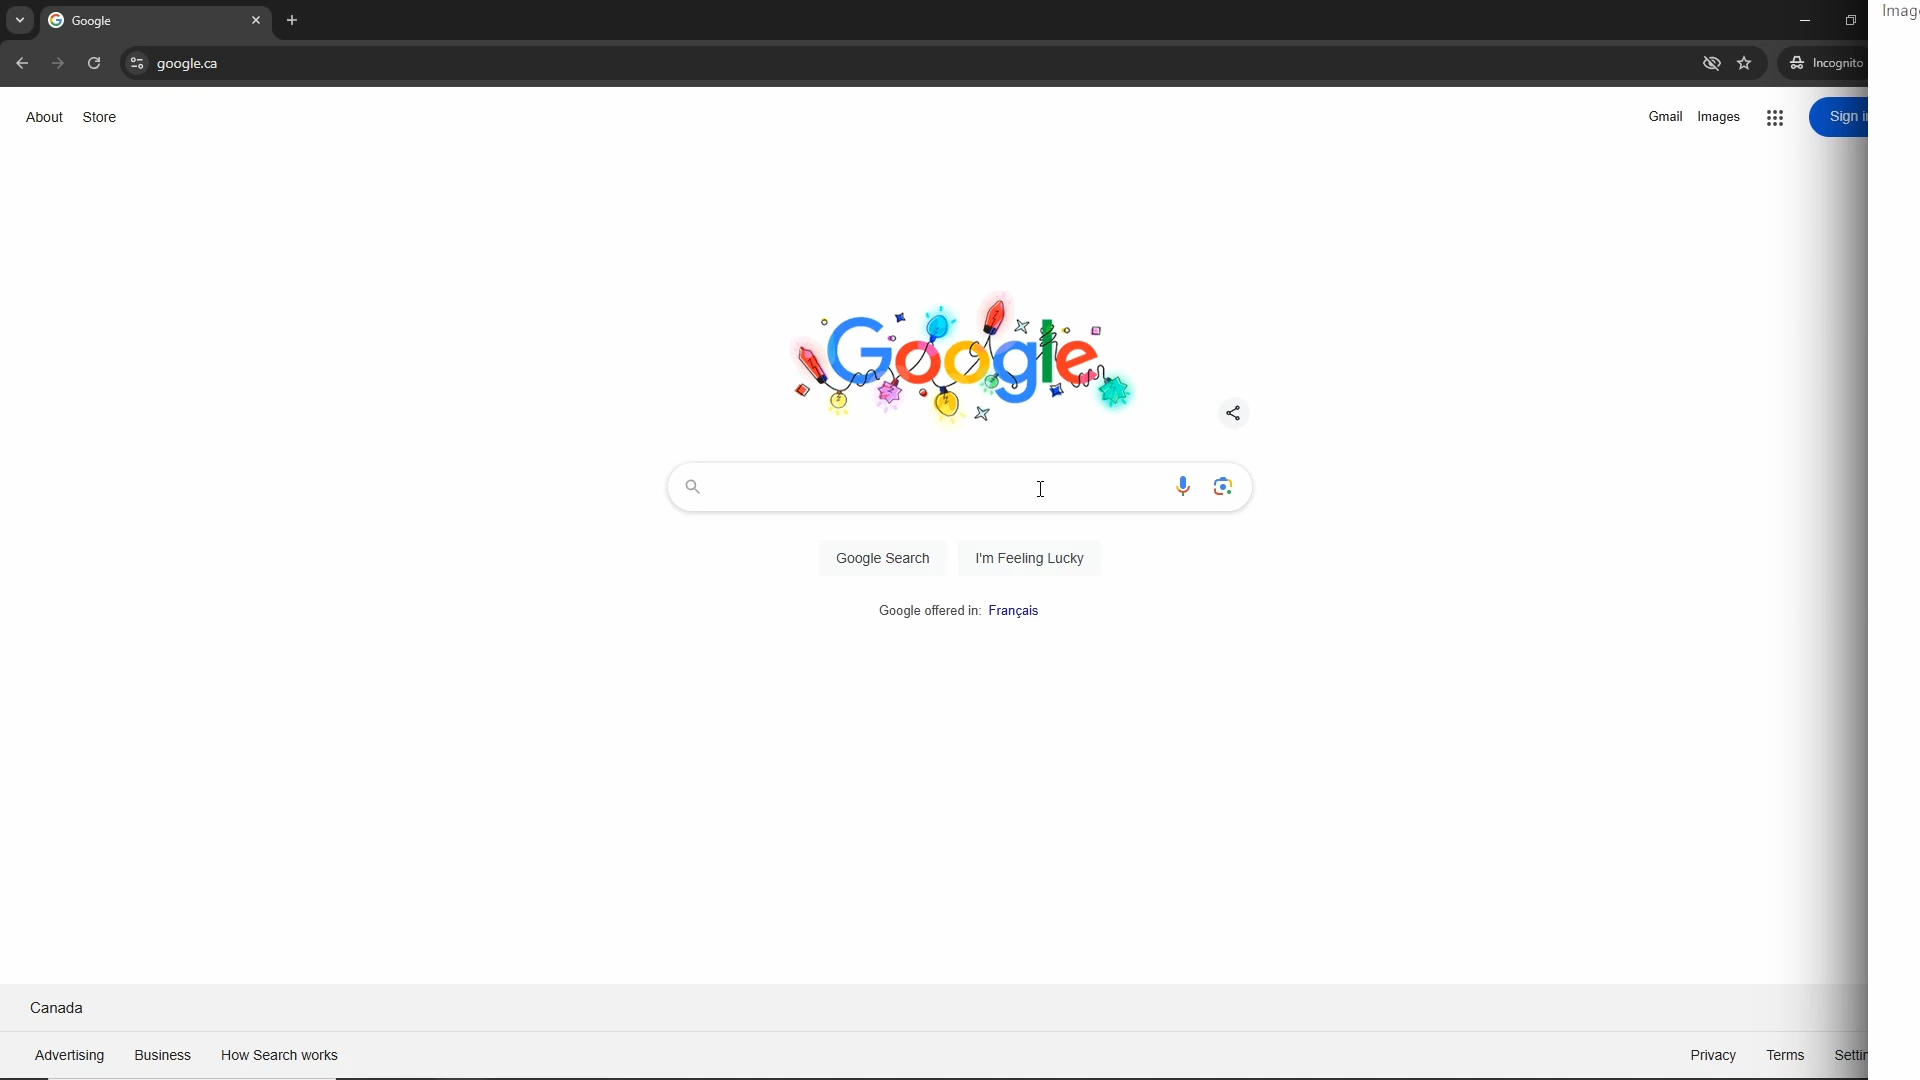 Google
google.ca
Incognito
Imag
About Store
Gmail Images
Sign i
Google
Google Search I'm Feeling Lucky
Google offered in: Français
Canada
Advertising Business How Search works
Privacy Terms Settin